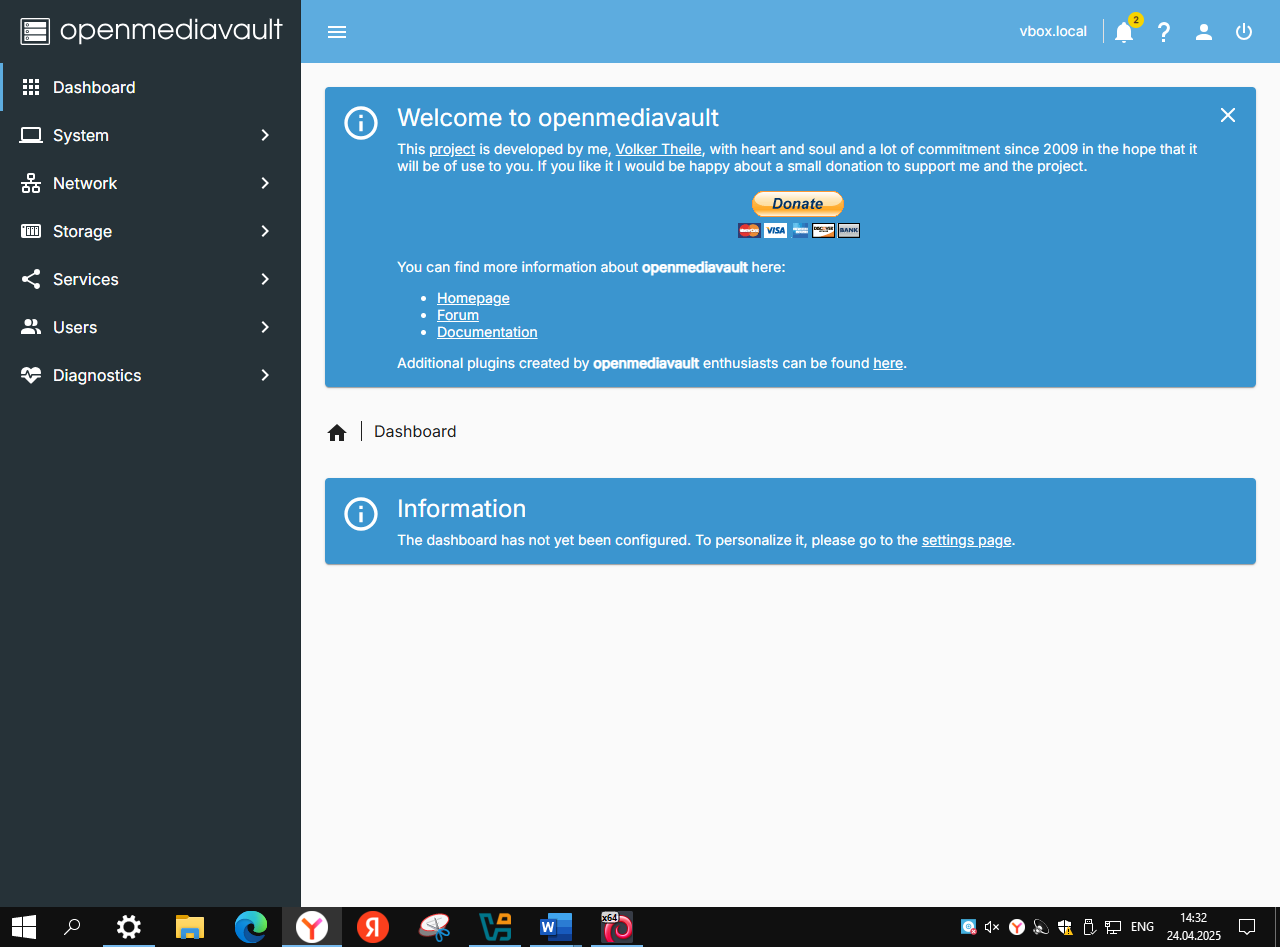 openmediavault
vbox.local
2
Dashboard
System
Network
Storage
Services
Users
Diagnostics
Welcome to openmediavault
This project is developed by me, Volker Theile, with heart and soul and a lot of commitment since 2009 in the hope that it
will be of use to you. If you like it I would be happy about a small donation to support me and the project.
Donate
MasterCard VISA DISCOVER BANK
You can find more information about openmediavault here:
Homepage
Forum
Documentation
Additional plugins created by openmediavault enthusiasts can be found here.
Dashboard
Information
The dashboard has not yet been configured. To personalize it, please go to the settings page.
x64
ENG
14:32
24.04.2025